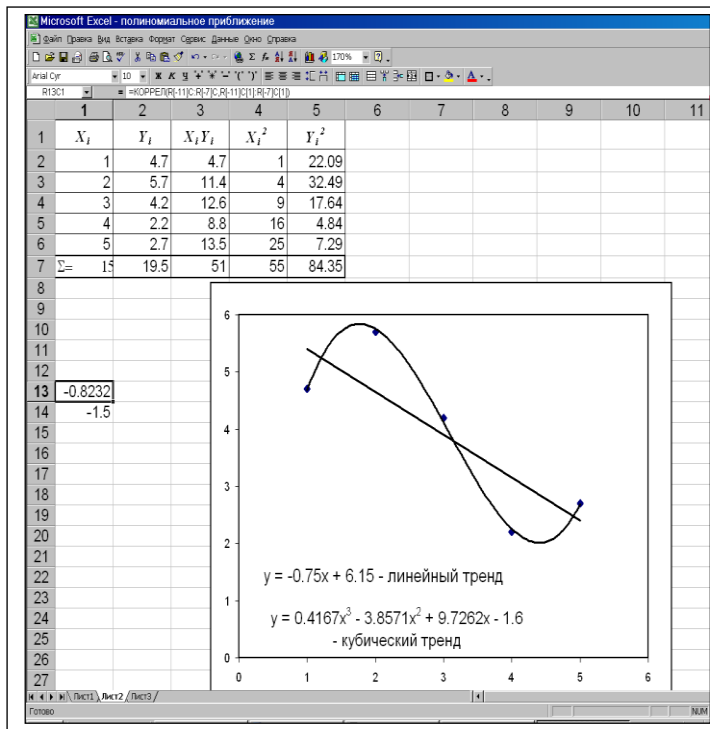 Microsoft Excel - полиномиальное приближение
Файл Правка Вид Вставка Формат Сервис Данные Окно Справка
170%
Arial Cyr 10 Ж К Ч
R13C1 = =КОРРЕЛ(R[-11]C:R[-7]C,R[-11]C[1]:R[-7]C[1])
1 2 3 4 5 6 7 8 9 10 11
1 Xi Yi XiYi Xi² Yi²
2 1 4.7 4.7 1 22.09
3 2 5.7 11.4 4 32.49
4 3 4.2 12.6 9 17.64
5 4 2.2 8.8 16 4.84
6 5 2.7 13.5 25 7.29
7 Σ= 15 19.5 51 55 84.35
8
9
10
11
12
13 -0.8232
14 -1.5
15
16
17
18
19
20
21
22
23
24
25
26
27
6
5
4
3
2
1
0
y = -0.75x + 6.15 - линейный тренд
y = 0.4167x³ - 3.8571x² + 9.7262x - 1.6
- кубический тренд
0 1 2 3 4 5 6
Лист1 Лист2 Лист3
Готово NUM